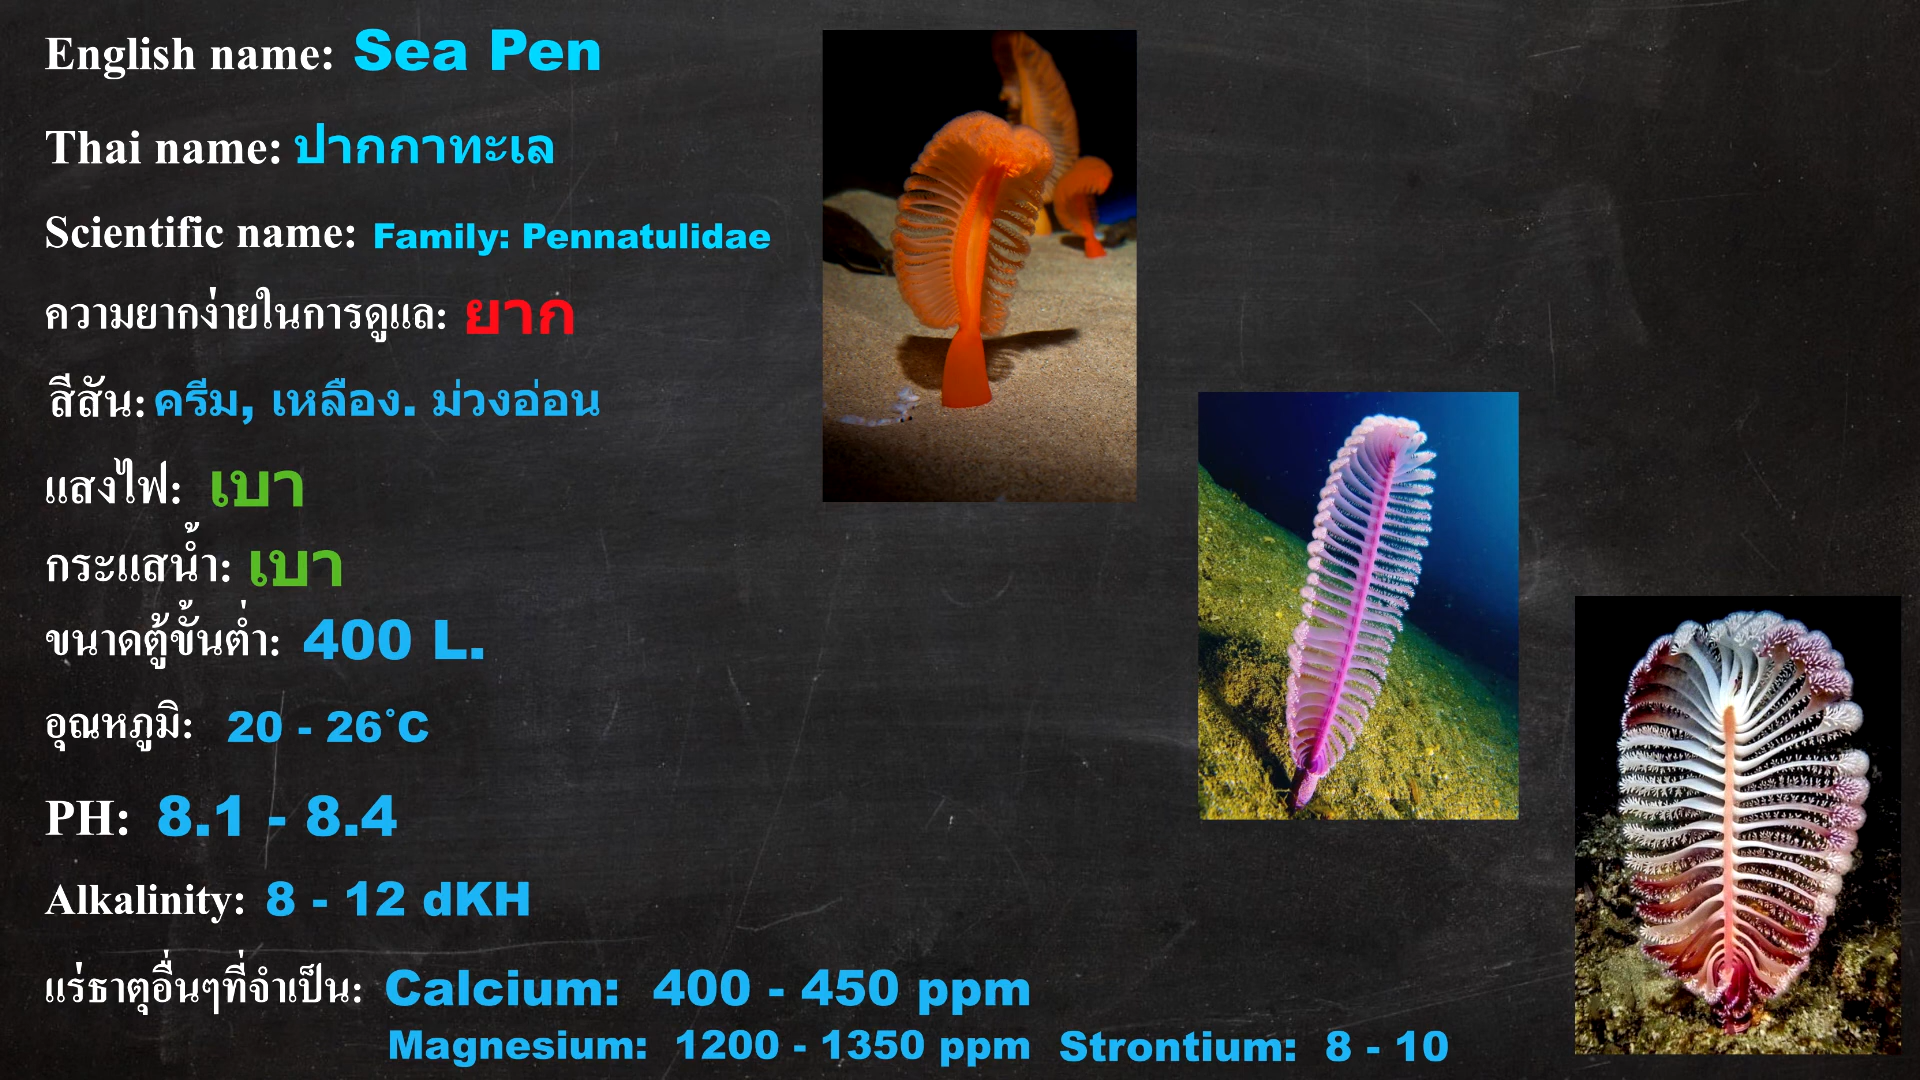 English name: Sea Pen
Thai name: ปากกาทะเล
Scientific name: Family: Pennatulidae
ความยากง่ายในการดูแล: ยาก
สีสัน: ครีม, เหลือง. ม่วงอ่อน
แสงไฟ: เบา
กระแสน้ำ: เบา
ขนาดตู้ขั้นต่ำ: 400 L.
อุณหภูมิ: 20 - 26°C
PH: 8.1 - 8.4
Alkalinity: 8 - 12 dKH
แร่ธาตุอื่นๆที่จำเป็น: Calcium: 400 - 450 ppm
Magnesium: 1200 - 1350 ppm Strontium: 8 - 10